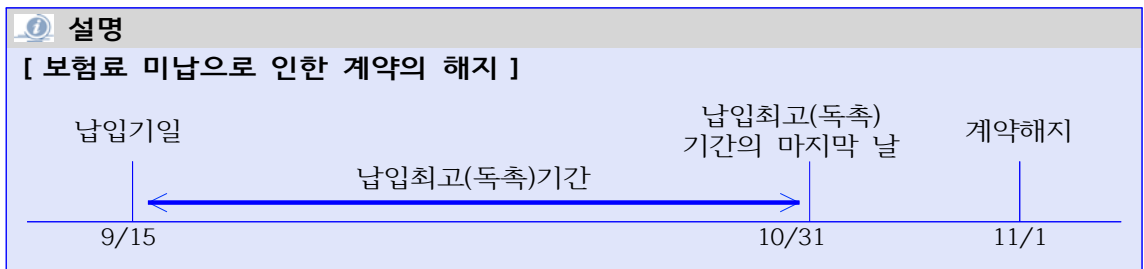 설명
[ 보험료 미납으로 인한 계약의 해지 ]
납입기일
납입최고(독촉)
기간의 마지막 날
계약해지
납입최고(독촉)기간
9/15
10/31
11/1